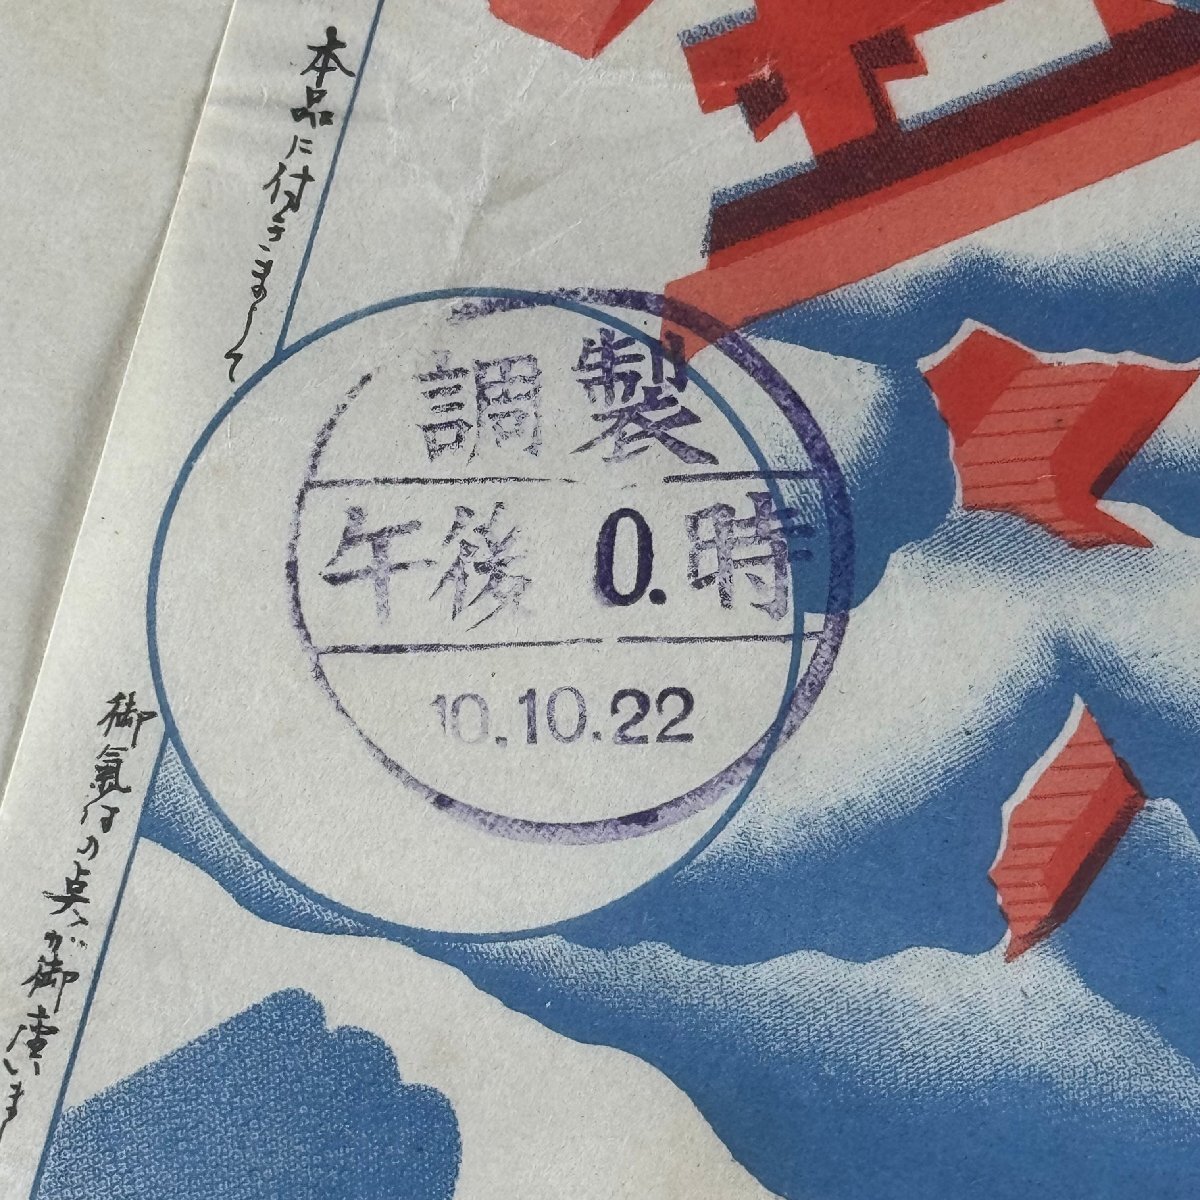 本品に付きまして
御氣付の点が御座いま
調製
午後 0. 時
10.10.22